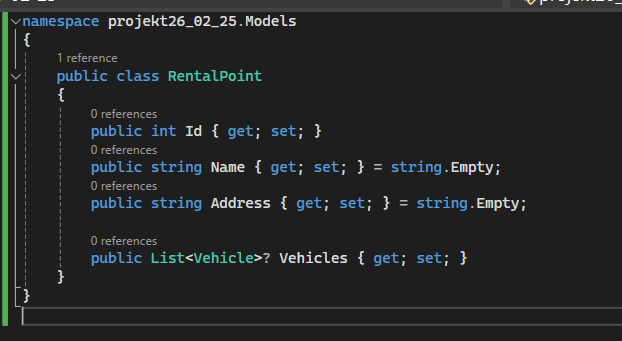 namespace projekt26_02_25.Models
{
1 reference
public class RentalPoint
{
0 references
public int Id { get; set; }
0 references
public string Name { get; set; } = string.Empty;
0 references
public string Address { get; set; } = string.Empty;
0 references
public List<Vehicle>? Vehicles { get; set; }
}
}